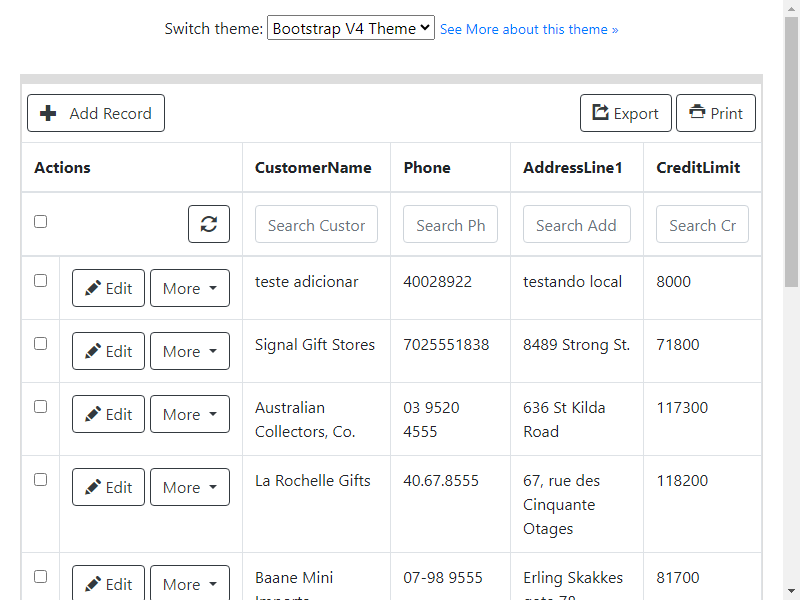 Switch theme: Bootstrap V4 Theme See More about this theme »
Add Record Export Print
Actions CustomerName Phone AddressLine1 CreditLimit
Search Custor Search Ph Search Add Search Cr
Edit More teste adicionar 40028922 testando local 8000
Edit More Signal Gift Stores 7025551838 8489 Strong St. 71800
Edit More Australian 03 9520 636 St Kilda 117300
Collectors, Co. 4555 Road
Edit More La Rochelle Gifts 40.67.8555 67, rue des 118200
Cinquante
Otages
Edit More Baane Mini 07-98 9555 Erling Skakkes 81700